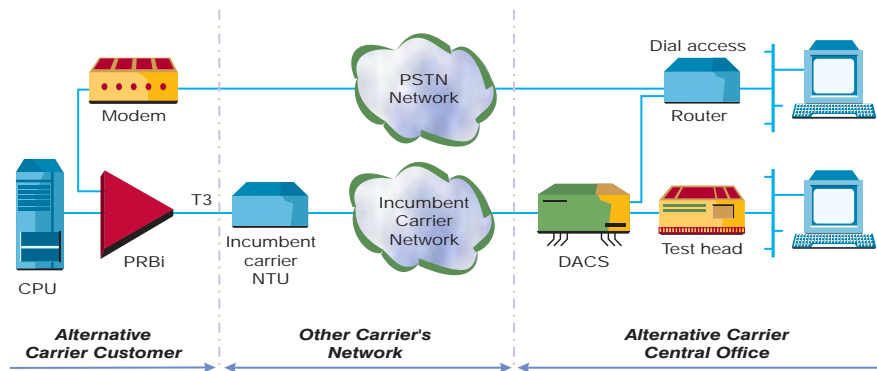 Dial access
PSTN
Network
Modem
Router
T3
Incumbent
Carrier
Network
Incumbent
carrier
NTU
PRBi
CPU
DACS
Test head
Alternative
Carrier Customer
Other Carrier's
Network
Alternative Carrier
Central Office